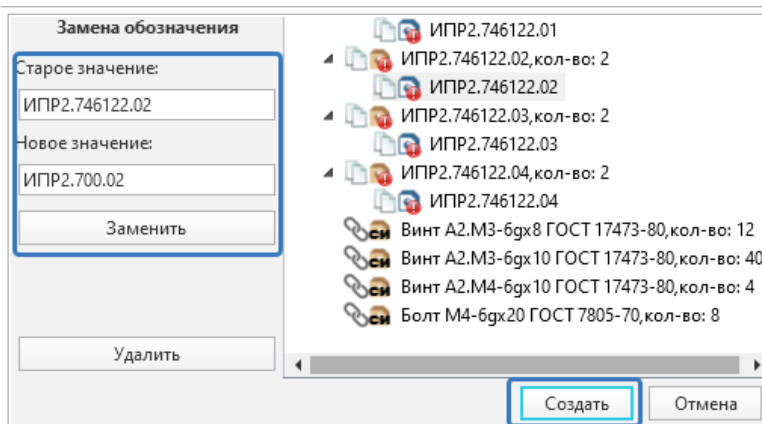 Замена обозначения
Старое значение:
ИПР2.746122.02
Новое значение:
ИПР2.700.02
Заменить
Удалить
ИПР2.746122.01
ИПР2.746122.02,кол-во: 2
ИПР2.746122.02
ИПР2.746122.03,кол-во: 2
ИПР2.746122.03
ИПР2.746122.04,кол-во: 2
ИПР2.746122.04
си Винт А2.М3-6gx8 ГОСТ 17473-80,кол-во: 12
си Винт А2.М3-6gx10 ГОСТ 17473-80,кол-во: 40
си Винт А2.М4-6gx10 ГОСТ 17473-80,кол-во: 4
си Болт М4-6gx20 ГОСТ 7805-70,кол-во: 8
Создать
Отмена